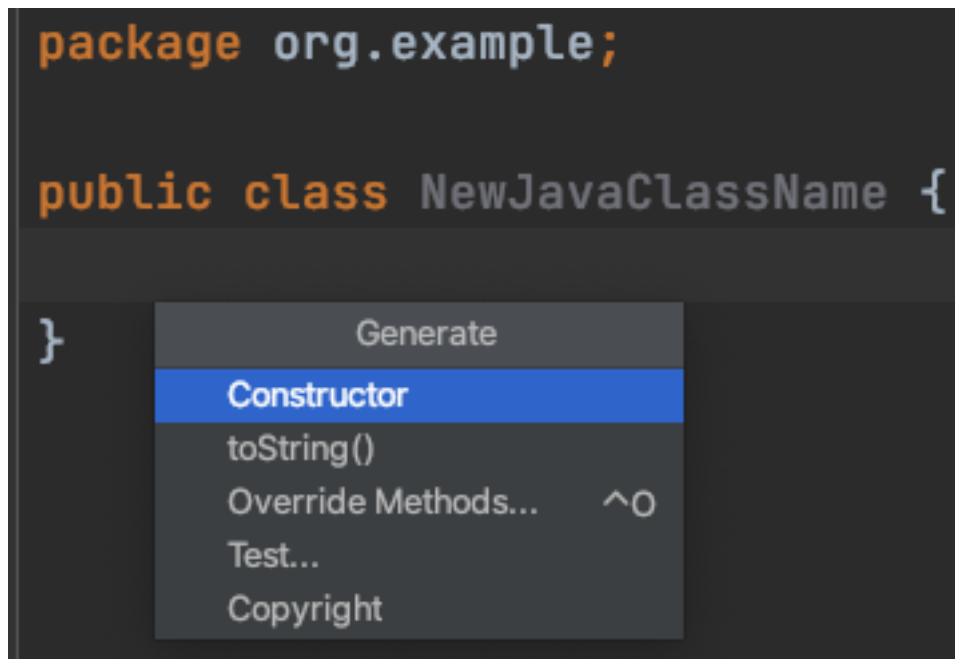 package org.example;
public class NewJavaClassName {
}
Generate
Constructor
toString()
Override Methods... ^O
Test...
Copyright